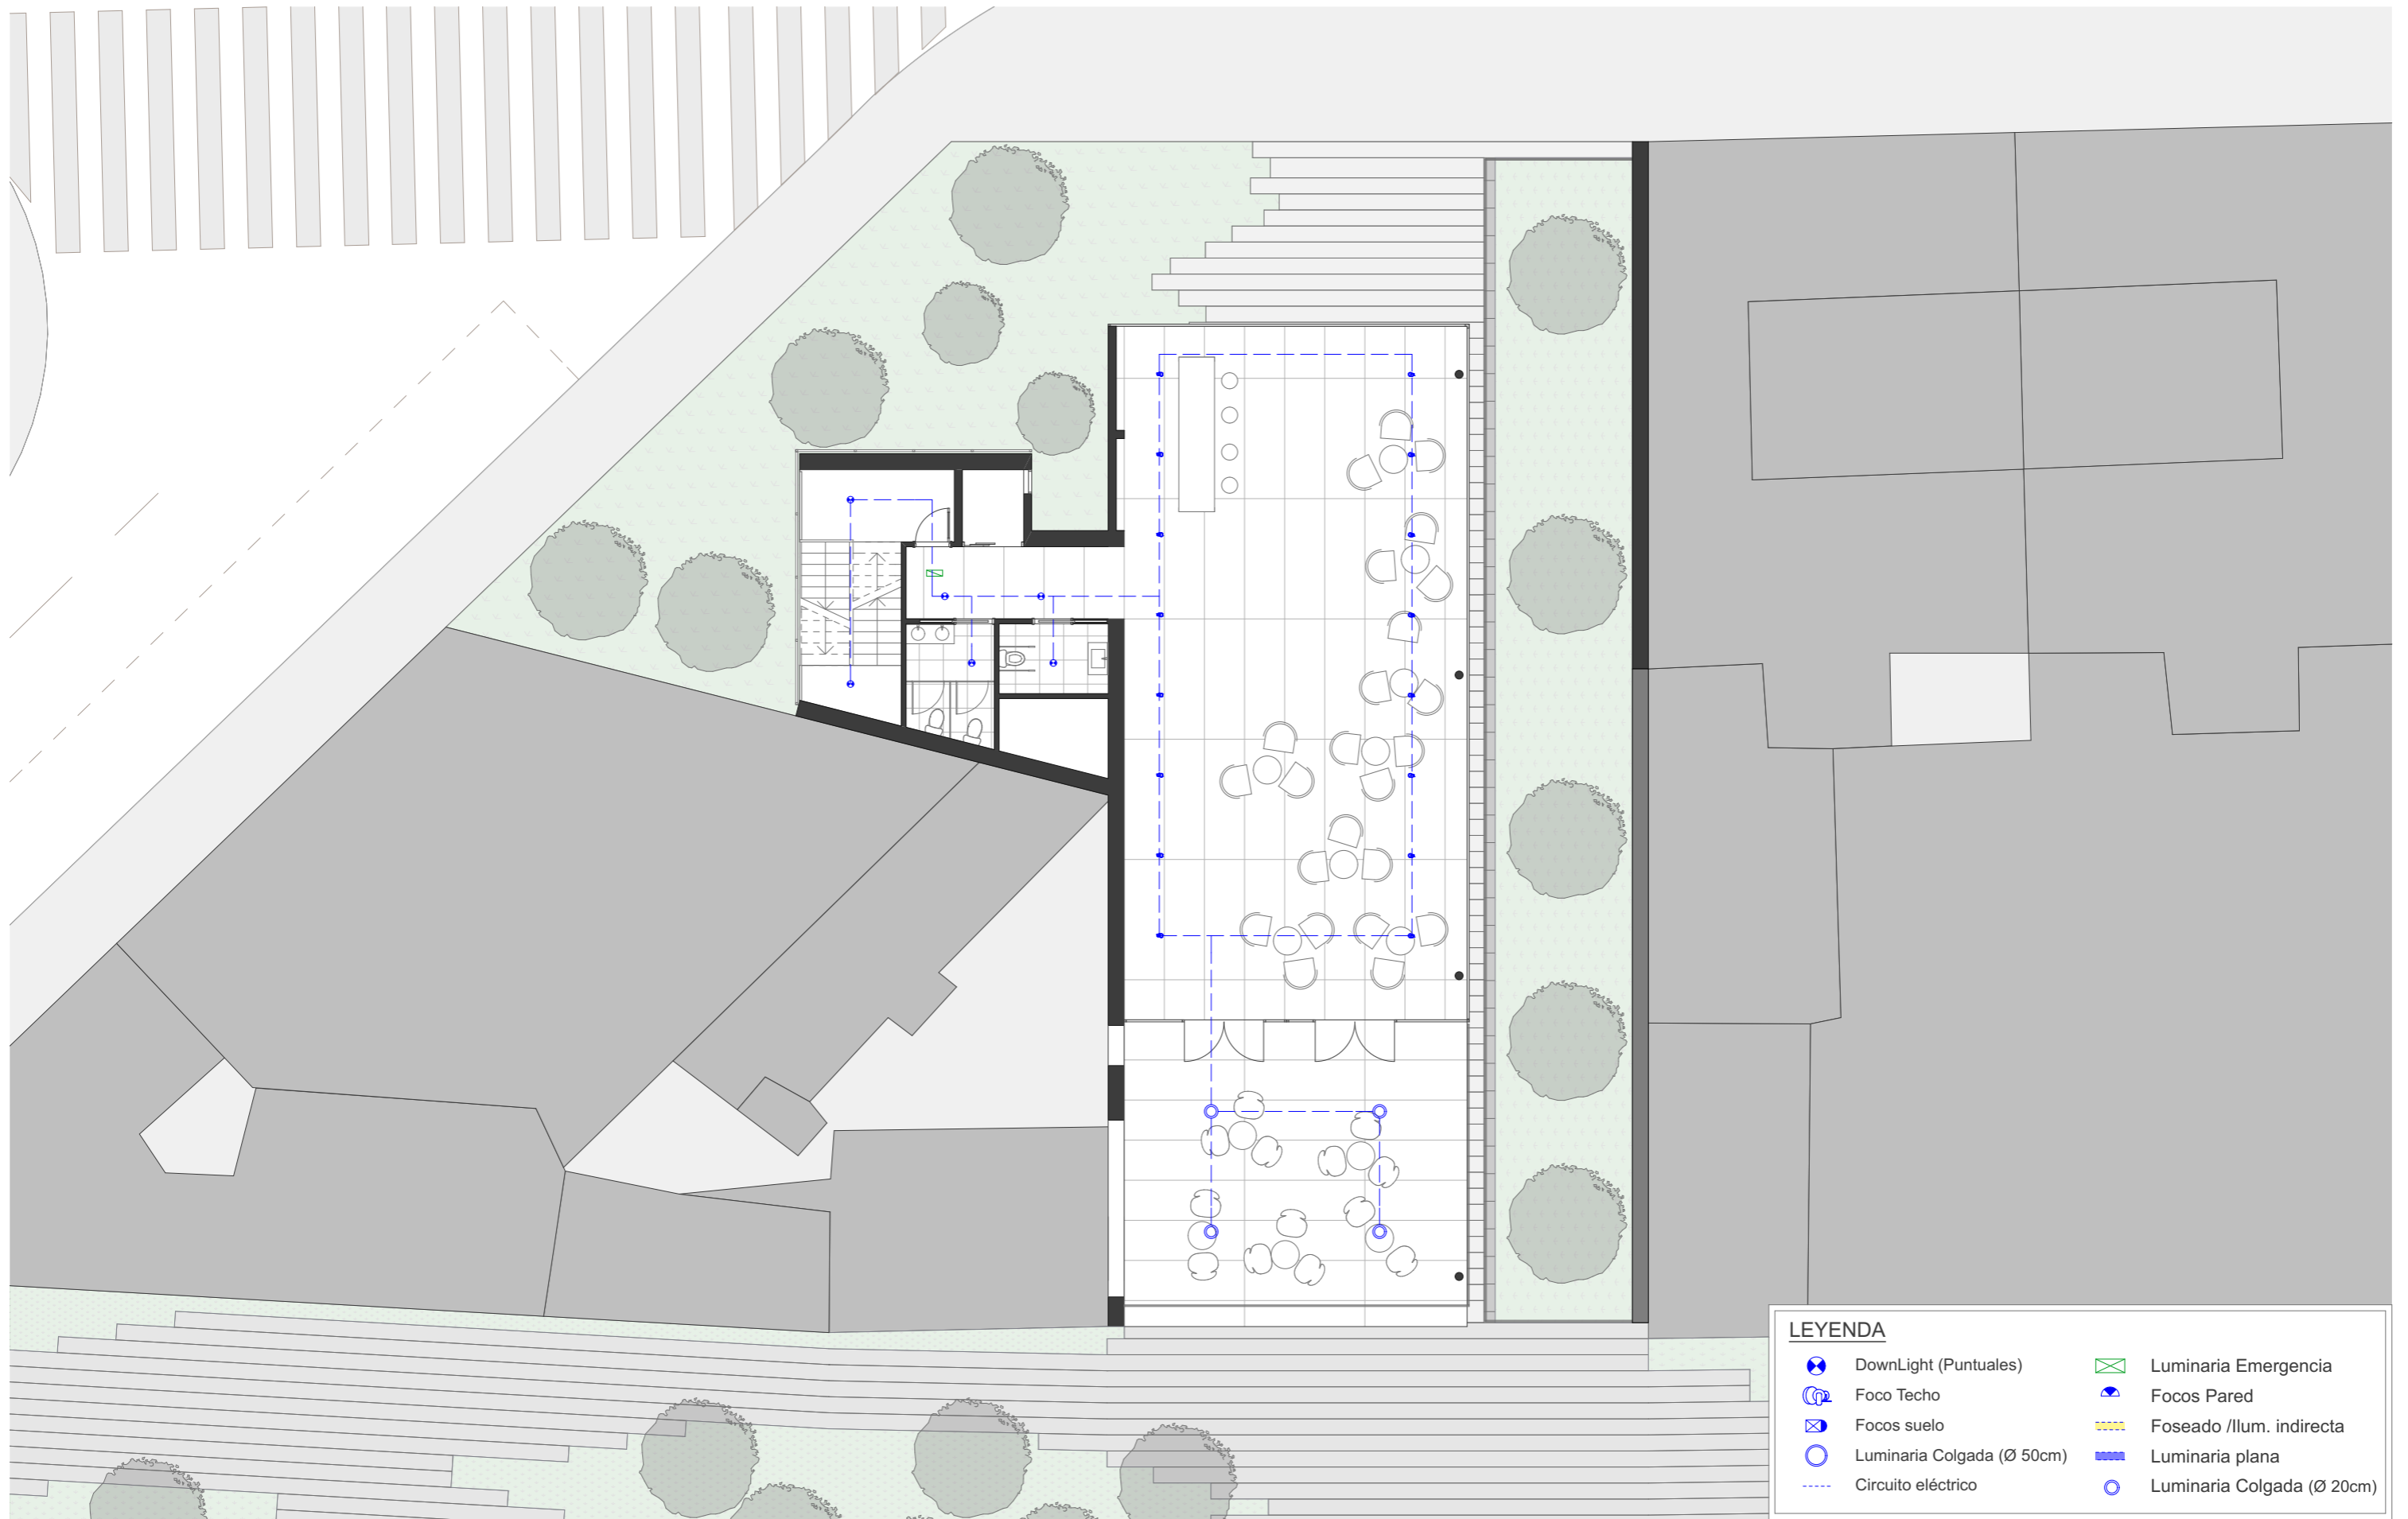 LEYENDA
DownLight (Puntuales)
Foco Techo
Focos suelo
Luminaria Colgada (Ø 50cm)
Circuito eléctrico
Luminaria Emergencia
Focos Pared
Foseado /Ilum. indirecta
Luminaria plana
Luminaria Colgada (Ø 20cm)